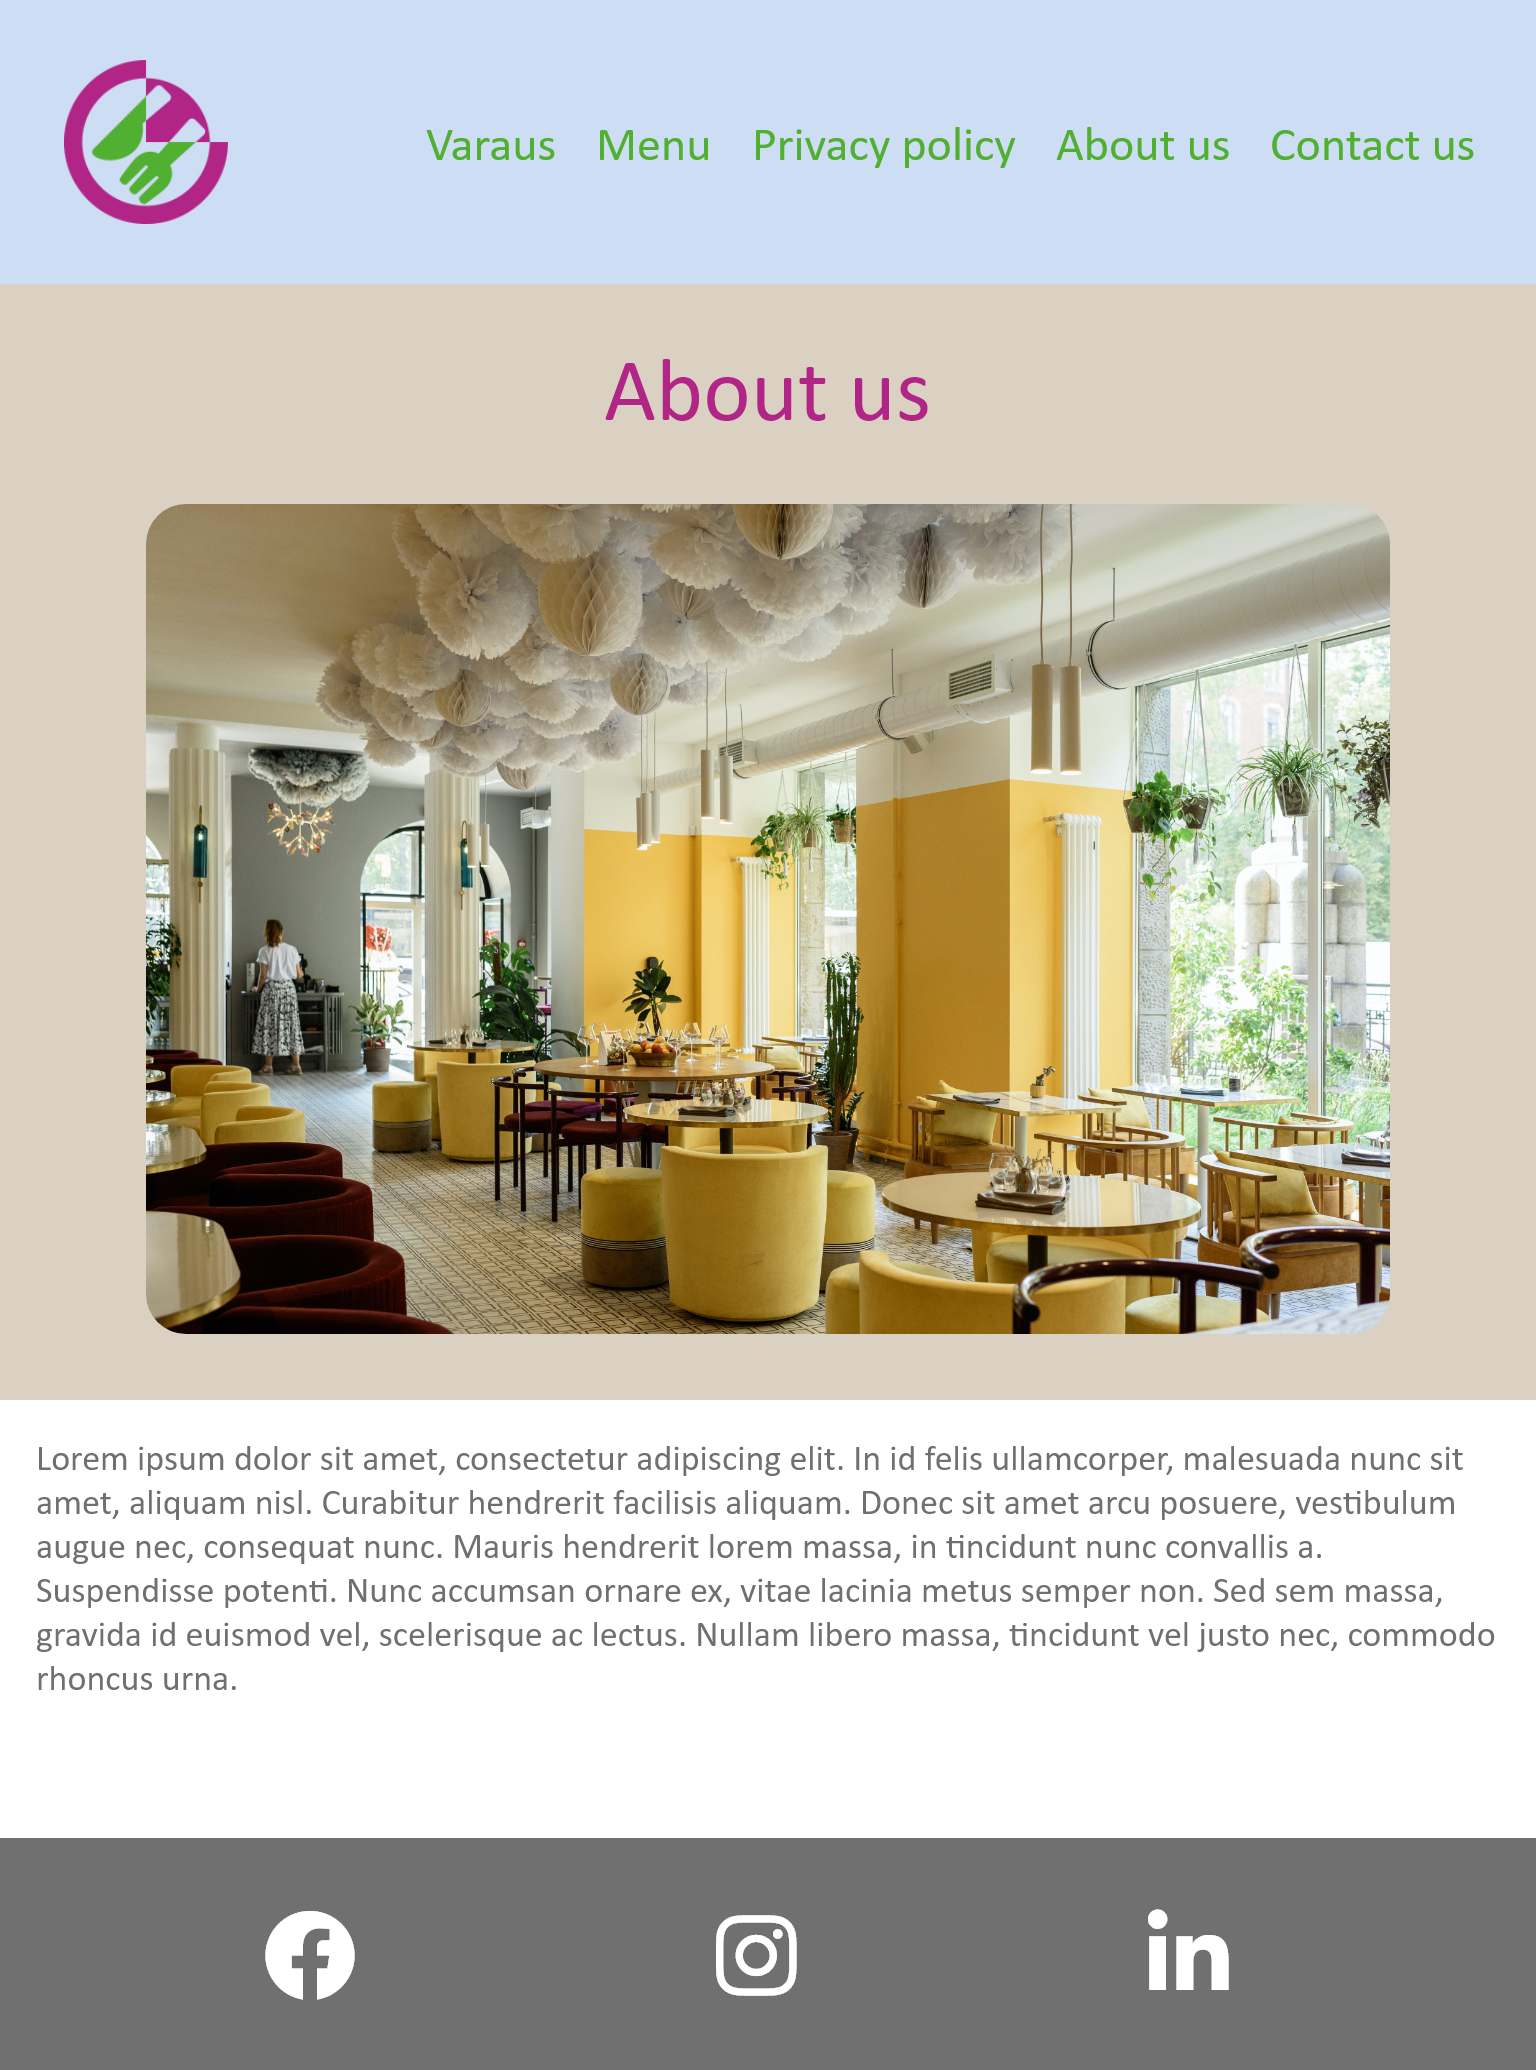 Varaus Menu Privacy policy About us Contact us
About us
Lorem ipsum dolor sit amet, consectetur adipiscing elit. In id felis ullamcorper, malesuada nunc sit
amet, aliquam nisl. Curabitur hendrerit facilisis aliquam. Donec sit amet arcu posuere, vestibulum
augue nec, consequat nunc. Mauris hendrerit lorem massa, in tincidunt nunc convallis a.
Suspendisse potenti. Nunc accumsan ornare ex, vitae lacinia metus semper non. Sed sem massa,
gravida id euismod vel, scelerisque ac lectus. Nullam libero massa, tincidunt vel justo nec, commodo
rhoncus urna.